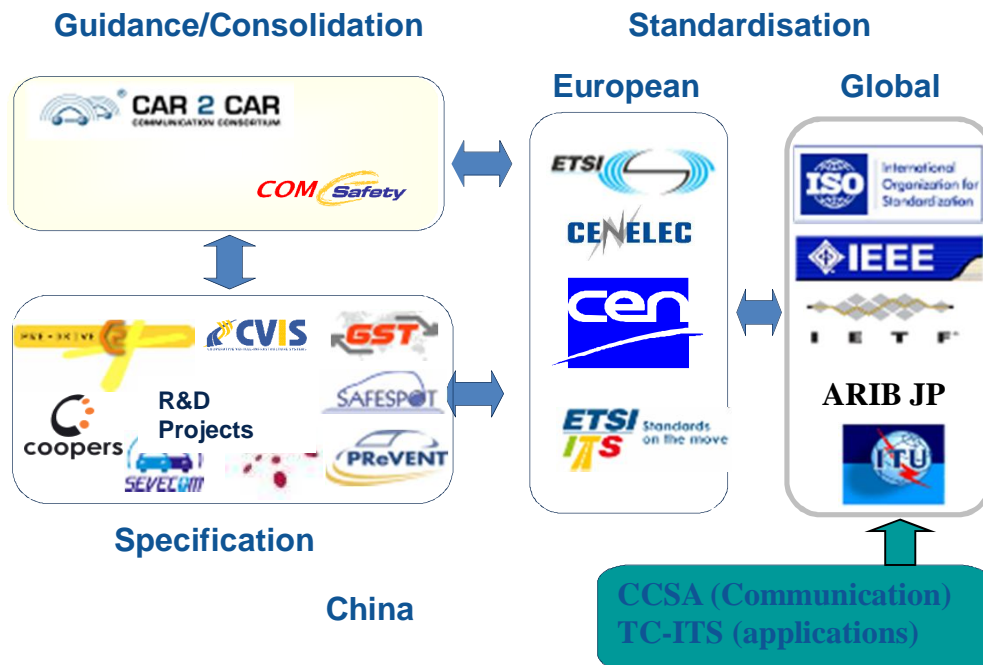 Guidance/Consolidation
Standardisation
European
Global
CAR 2 CAR
COMMUNICATION CONSORTIUM
COM Safety
ETSI
CENELEC
cen
ETSI
ITS
Standards
on the move
ISO
International
Organization for
Standardization
IEEE
I E T F
ARIB JP
ITU
PRE-DRIVE
CVIS
GST
coopers
R&D
Projects
SAFESPOT
SEVECOM
PReVENT
Specification
China
CCSA (Communication)
TC-ITS (applications)